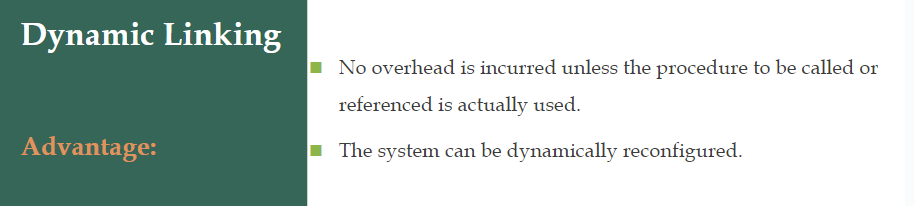 Dynamic Linking
Advantage:
No overhead is incurred unless the procedure to be called or
referenced is actually used.
The system can be dynamically reconfigured.